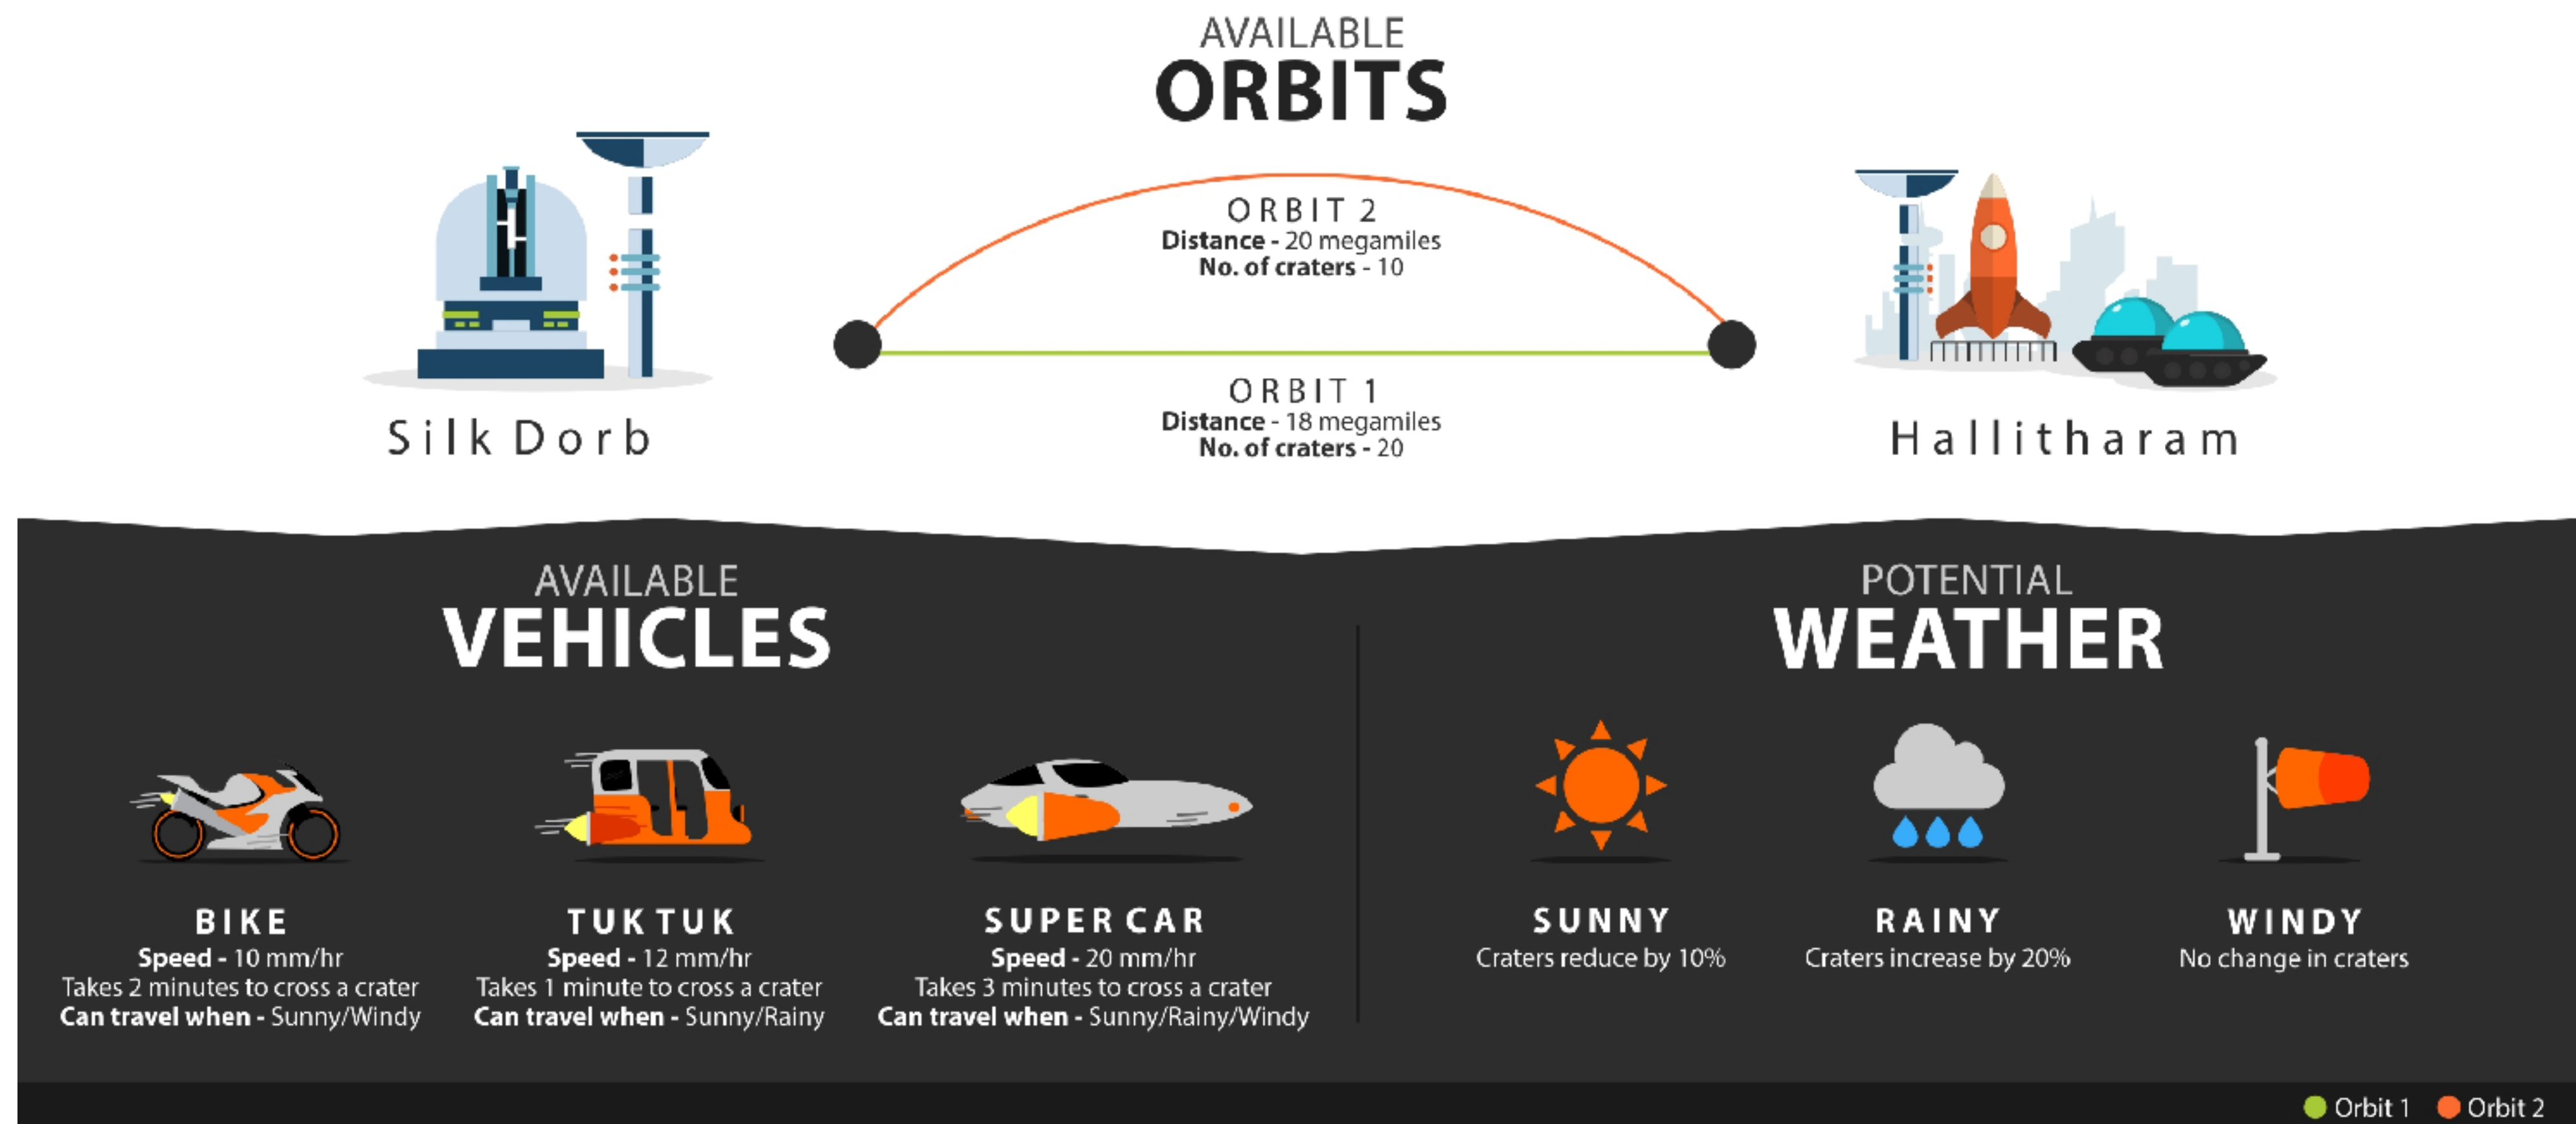 AVAILABLE
ORBITS
ORBIT 2
Distance - 20 megamiles
No. of craters - 10
ORBIT 1
Distance - 18 megamiles
No. of craters - 20
Silk Dorb
Hallitharam
AVAILABLE
VEHICLES
BIKE
Speed - 10 mm/hr
Takes 2 minutes to cross a crater
Can travel when - Sunny/Windy
TUK TUK
Speed - 12 mm/hr
Takes 1 minute to cross a crater
Can travel when - Sunny/Rainy
SUPER CAR
Speed - 20 mm/hr
Takes 3 minutes to cross a crater
Can travel when - Sunny/Rainy/Windy
POTENTIAL
WEATHER
SUNNY
Craters reduce by 10%
RAINY
Craters increase by 20%
WINDY
No change in craters
Orbit 1
Orbit 2